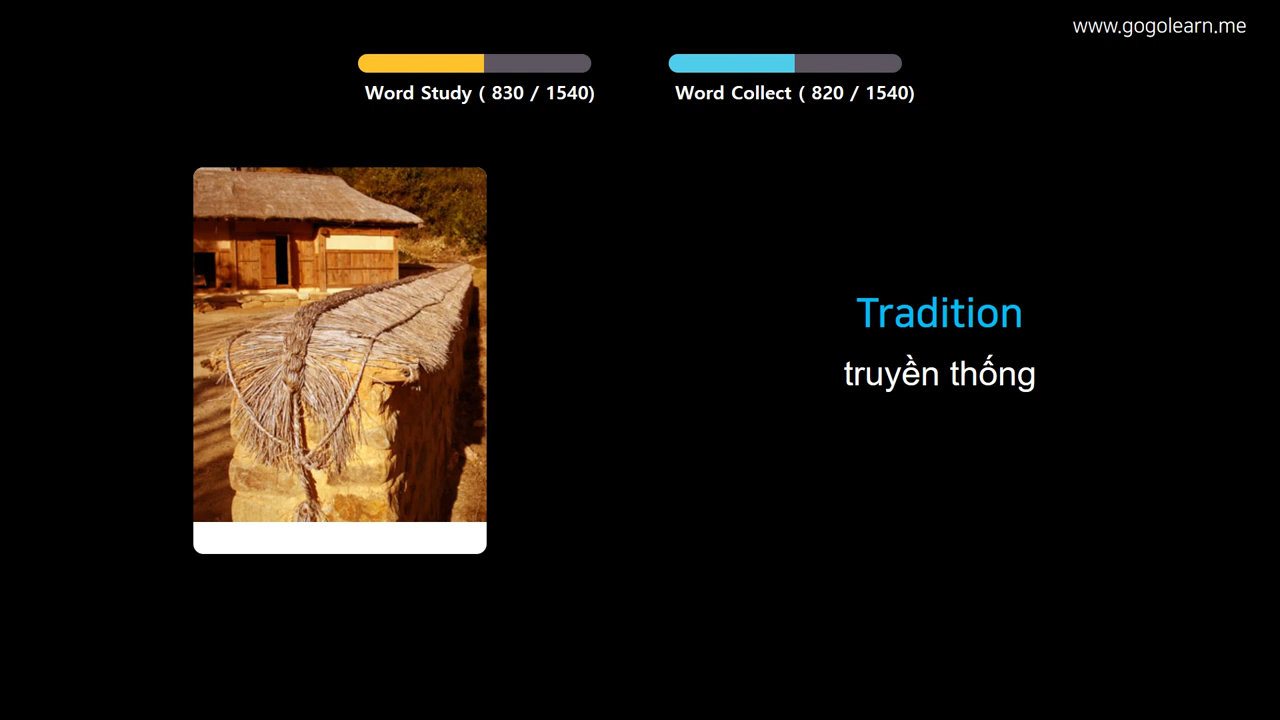 www.gogolearn.me
Word Study ( 830 / 1540)
Word Collect ( 820 / 1540)
Tradition
truyền thống